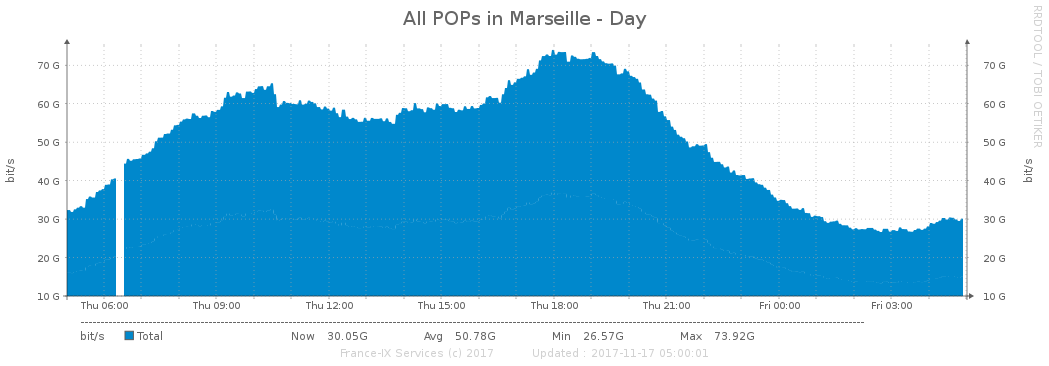 All POPs in Marseille - Day
RRDTOOL / TOBI OETIKER
bit/s
bit/s
70 G 70 G
60 G 60 G
50 G 50 G
40 G 40 G
30 G 30 G
20 G 20 G
10 G 10 G
Thu 06:00 Thu 09:00 Thu 12:00 Thu 15:00 Thu 18:00 Thu 21:00 Fri 00:00 Fri 03:00
bit/s Total Now 30.05G Avg 50.78G Min 26.57G Max 73.92G
France-IX Services (c) 2017 Updated : 2017-11-17 05:00:01